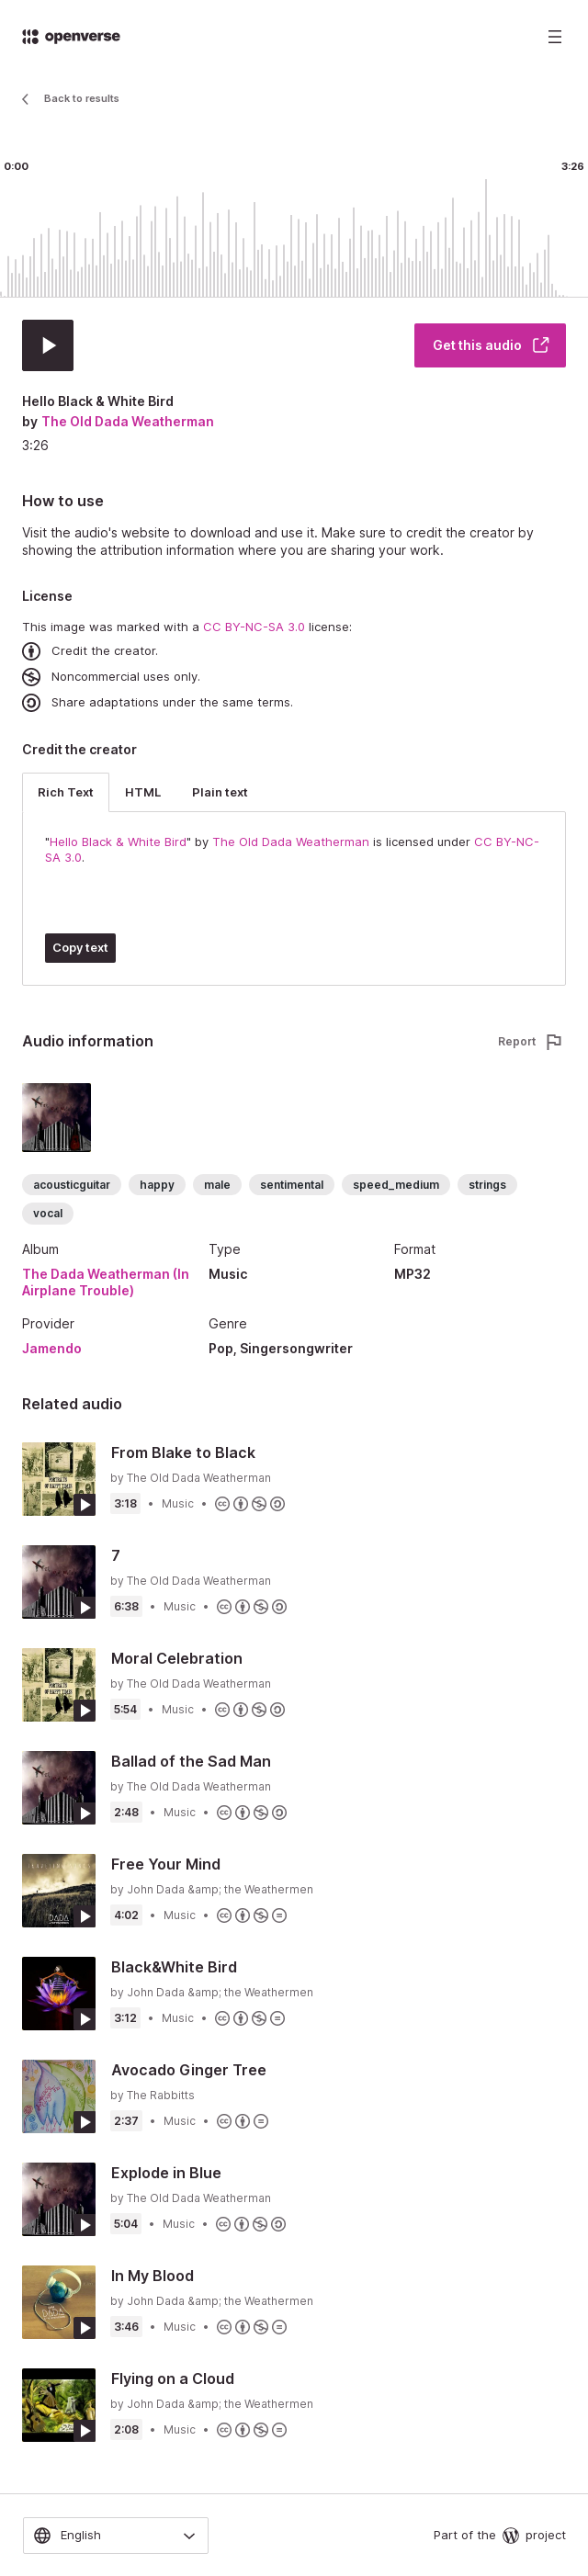 openverse
Back to results
0:00
3:26
Get this audio
Hello Black & White Bird
by The Old Dada Weatherman
3:26
How to use
Visit the audio's website to download and use it. Make sure to credit the creator by
showing the attribution information where you are sharing your work.
License
This image was marked with a CC BY-NC-SA 3.0 license:
Credit the creator.
Noncommercial uses only.
Share adaptations under the same terms.
Credit the creator
Rich Text
HTML
Plain text
"Hello Black & White Bird" by The Old Dada Weatherman is licensed under CC BY-NC-
SA 3.0.
Copy text
Audio information
Report
acousticguitar
happy
male
sentimental
speed_medium
strings
vocal
Album
Type
Format
The Dada Weatherman (In
Airplane Trouble)
Music
MP32
Provider
Genre
Jamendo
Pop, Singersongwriter
Related audio
From Blake to Black
by The Old Dada Weatherman
3:18 • Music •
7
by The Old Dada Weatherman
6:38 • Music •
Moral Celebration
by The Old Dada Weatherman
5:54 • Music •
Ballad of the Sad Man
by The Old Dada Weatherman
2:48 • Music •
Free Your Mind
by John Dada &amp; the Weathermen
4:02 • Music •
Black&White Bird
by John Dada &amp; the Weathermen
3:12 • Music •
Avocado Ginger Tree
by The Rabbitts
2:37 • Music •
Explode in Blue
by The Old Dada Weatherman
5:04 • Music •
In My Blood
by John Dada &amp; the Weathermen
3:46 • Music •
Flying on a Cloud
by John Dada &amp; the Weathermen
2:08 • Music •
English
Part of the
project